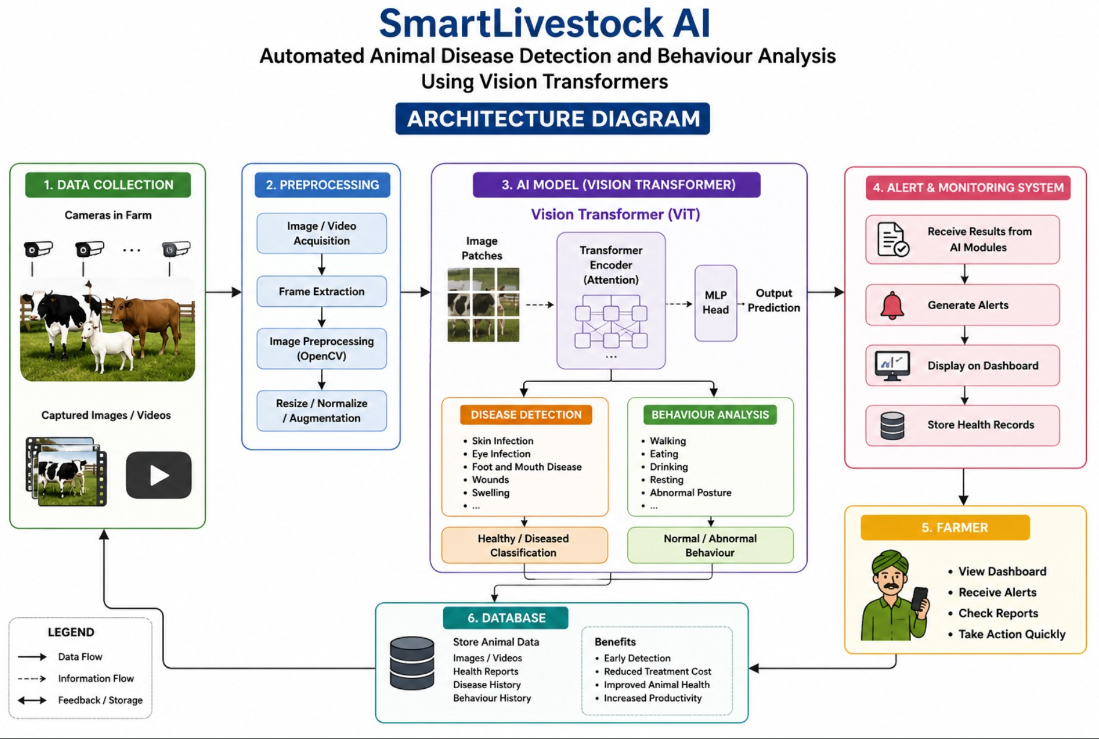 SmartLivestock AI
Automated Animal Disease Detection and Behaviour Analysis
Using Vision Transformers
ARCHITECTURE DIAGRAM
1. DATA COLLECTION
Cameras in Farm
...
Captured Images / Videos
2. PREPROCESSING
Image / Video
Acquisition
Frame Extraction
Image Preprocessing
(OpenCV)
Resize / Normalize
/ Augmentation
3. AI MODEL (VISION TRANSFORMER)
Vision Transformer (ViT)
Image
Patches
Transformer
Encoder
(Attention)
...
MLP
Head
Output
Prediction
DISEASE DETECTION
• Skin Infection
• Eye Infection
• Foot and Mouth Disease
• Wounds
• Swelling
• ...
Healthy / Diseased
Classification
BEHAVIOUR ANALYSIS
• Walking
• Eating
• Drinking
• Resting
• Abnormal Posture
• ...
Normal / Abnormal
Behaviour
4. ALERT & MONITORING SYSTEM
Receive Results from
AI Modules
Generate Alerts
Display on Dashboard
Store Health Records
5. FARMER
• View Dashboard
• Receive Alerts
• Check Reports
• Take Action Quickly
6. DATABASE
Store Animal Data
Images / Videos
Health Reports
Disease History
Behaviour History
Benefits
• Early Detection
• Reduced Treatment Cost
• Improved Animal Health
• Increased Productivity
LEGEND
Data Flow
Information Flow
Feedback / Storage